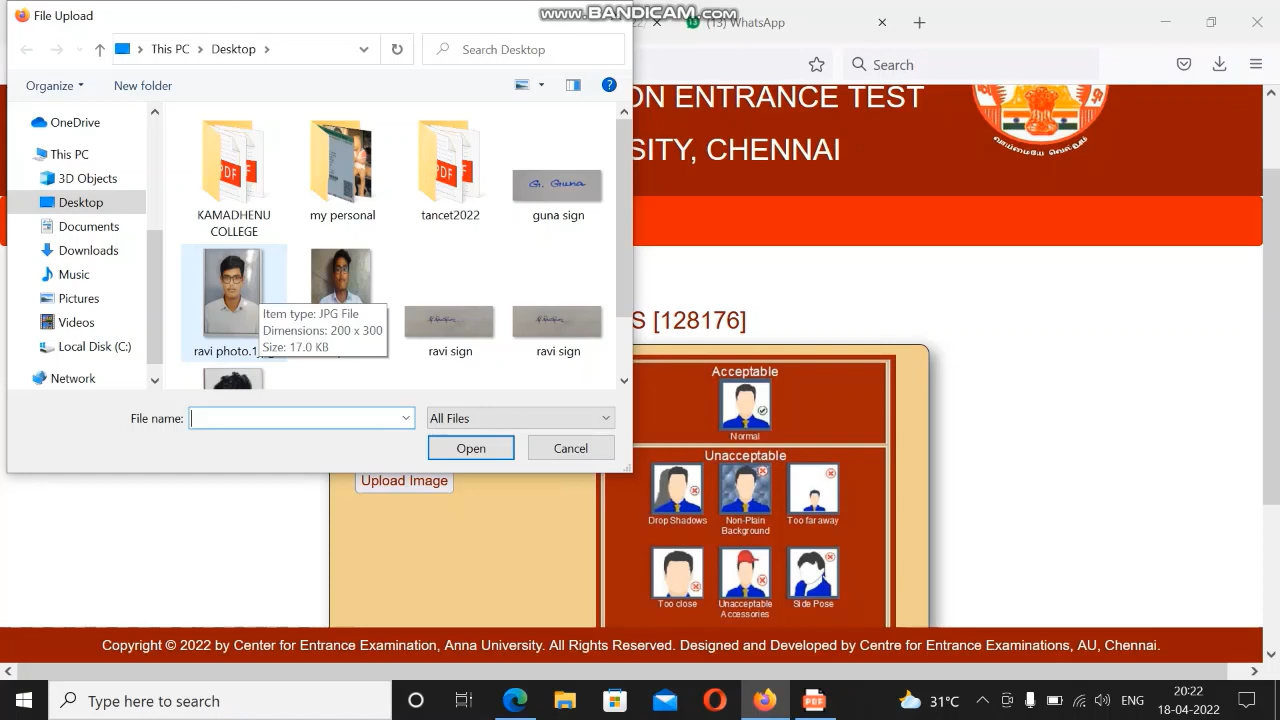 File Upload
www.BANDICAM.com
(13) WhatsApp
This PC
Desktop
Search Desktop
Search
Organize
New folder
ON ENTRANCE TEST
SITY, CHENNAI
OneDrive
This PC
3D Objects
Desktop
Documents
Downloads
Music
Pictures
Videos
Local Disk (C:)
Network
PDF
PDF
KAMADHENU
COLLEGE
my personal
tancet2022
G. Guna
guna sign
Item type: JPG File
Dimensions: 200 x 300
Size: 17.0 KB
ravi photo.1
ravi sign
ravi sign
File name:
All Files
Open
Cancel
S [128176]
Upload Image
Acceptable
Normal
Unacceptable
Drop Shadows
Non-Plain
Background
Too far away
Too close
Unacceptable
Accessories
Side Pose
Copyright © 2022 by Center for Entrance Examination, Anna University. All Rights Reserved. Designed and Developed by Centre for Entrance Examinations, AU, Chennai.
Type here to search
PDF
31°C
ENG
20:22
18-04-2022